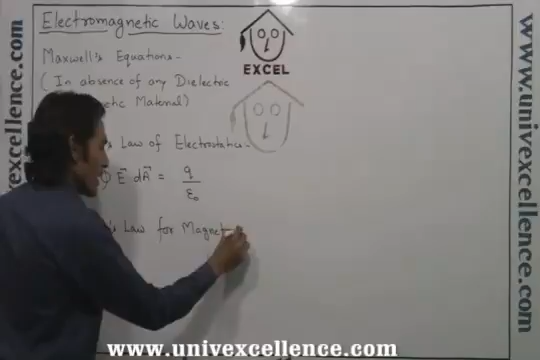 Electromagnetic Waves:
Maxwell's Equations-
(In absence of any Dielectric
Material)
Law of Electrostatics-
E⃗ dA⃗ = q/ε₀
's Law for Magnet
EXCEL
www.univexcellence.com
univexcellence.com
www.univexcellence.com